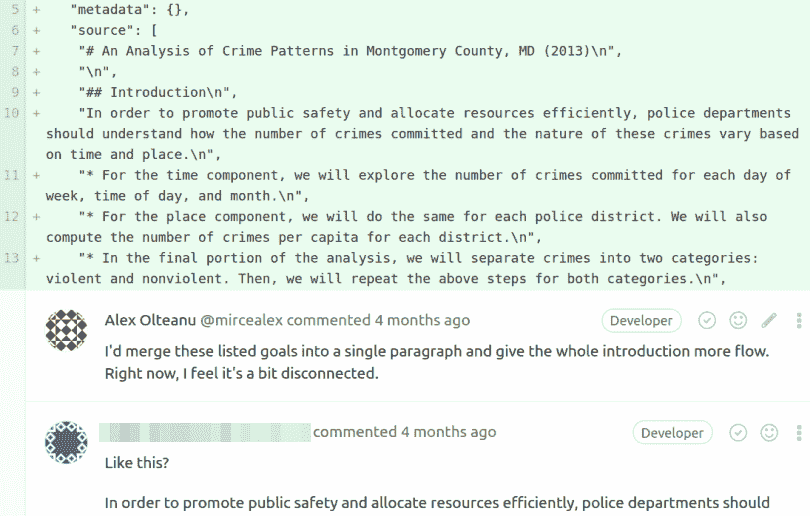 5 + "metadata": {},
6 + "source": [
7 + "# An Analysis of Crime Patterns in Montgomery County, MD (2013)\n",
8 + "\n",
9 + "## Introduction\n",
10 + "In order to promote public safety and allocate resources efficiently, police departments
should understand how the number of crimes committed and the nature of these crimes vary based
on time and place.\n",
11 + "* For the time component, we will explore the number of crimes committed for each day of
week, time of day, and month.\n",
12 + "* For the place component, we will do the same for each police district. We will also
compute the number of crimes per capita for each district.\n",
13 + "* In the final portion of the analysis, we will separate crimes into two categories:
violent and nonviolent. Then, we will repeat the above steps for both categories.\n",
Alex Olteanu @mircealex commented 4 months ago Developer
I'd merge these listed goals into a single paragraph and give the whole introduction more flow.
Right now, I feel it's a bit disconnected.
commented 4 months ago Developer
Like this?
In order to promote public safety and allocate resources efficiently, police departments should